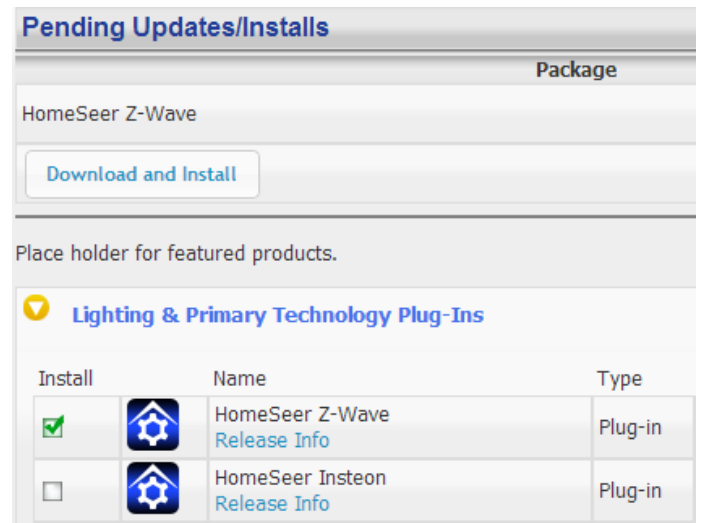 Pending Updates/Installs
Package
HomeSeer Z-Wave
Download and Install
Place holder for featured products.
Lighting & Primary Technology Plug-Ins
Install Name Type
HomeSeer Z-Wave
Release Info
Plug-in
HomeSeer Insteon
Release Info
Plug-in